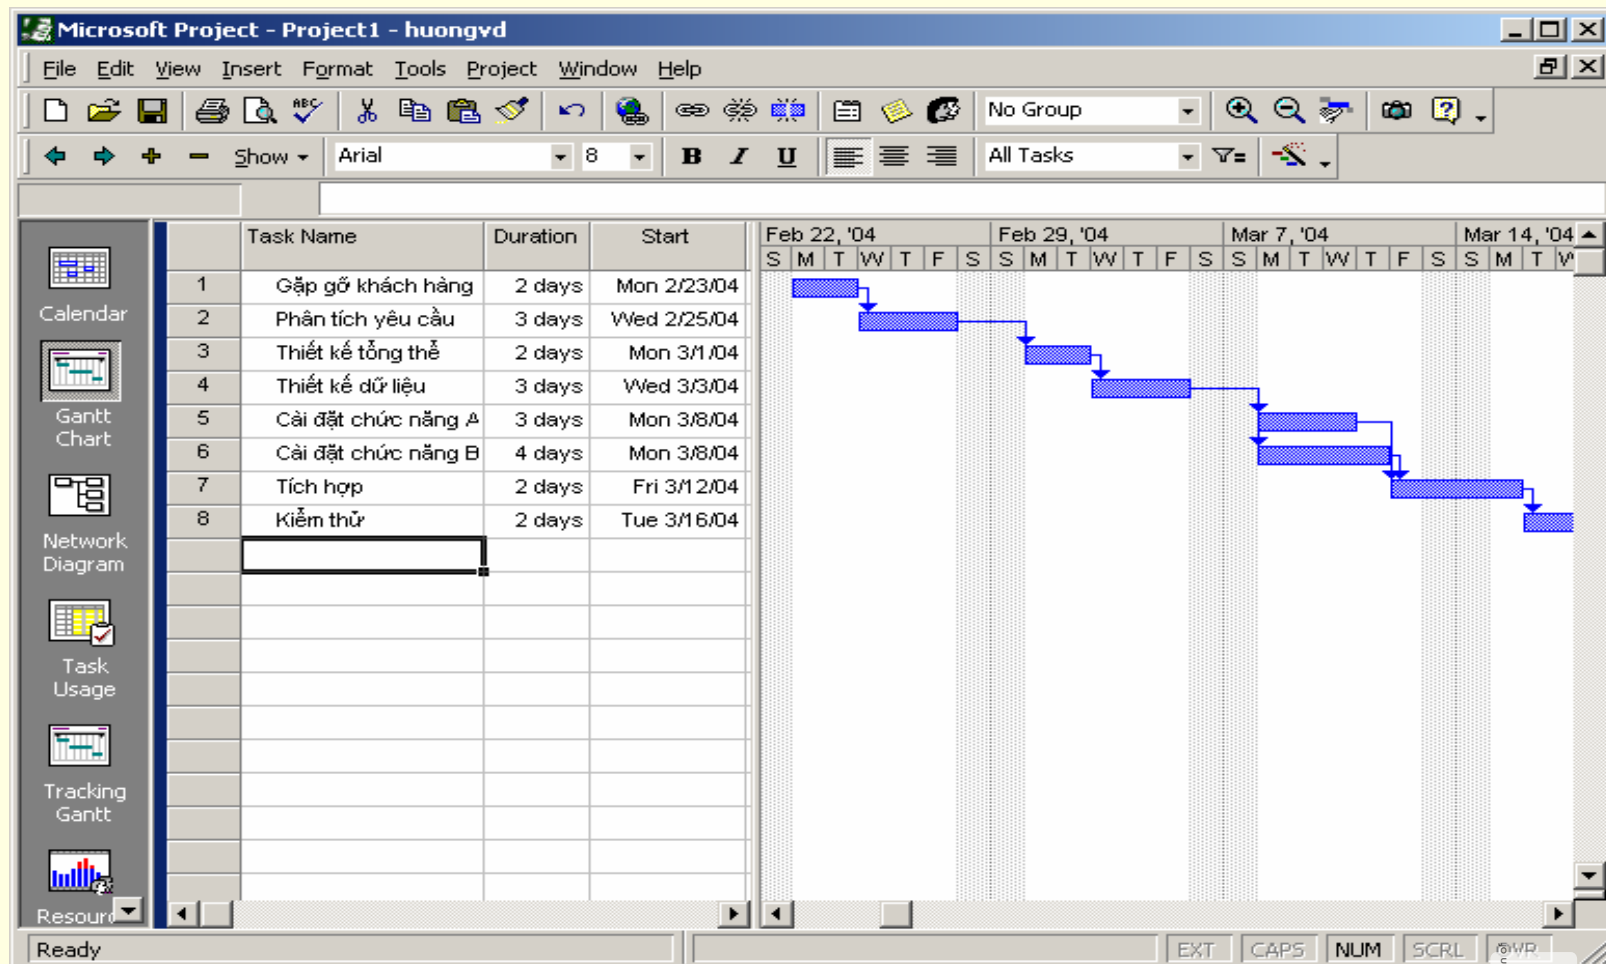 Microsoft Project - Project1 - huongvd
File Edit View Insert Format Tools Project Window Help
No Group
Show Arial 8 B I U All Tasks
Task Name Duration Start Feb 22, '04 Feb 29, '04 Mar 7, '04 Mar 14, '04
S M T W T F S S M T W T F S S M T W T F S S M T W
1 Gặp gỡ khách hàng 2 days Mon 2/23/04
2 Phân tích yêu cầu 3 days Wed 2/25/04
3 Thiết kế tổng thể 2 days Mon 3/1/04
4 Thiết kế dữ liệu 3 days Wed 3/3/04
5 Cài đặt chức năng A 3 days Mon 3/8/04
6 Cài đặt chức năng B 4 days Mon 3/8/04
7 Tích hợp 2 days Fri 3/12/04
8 Kiểm thử 2 days Tue 3/16/04
Calendar
Gantt
Chart
Network
Diagram
Task
Usage
Tracking
Gantt
Ready EXT CAPS NUM SCRL OVR